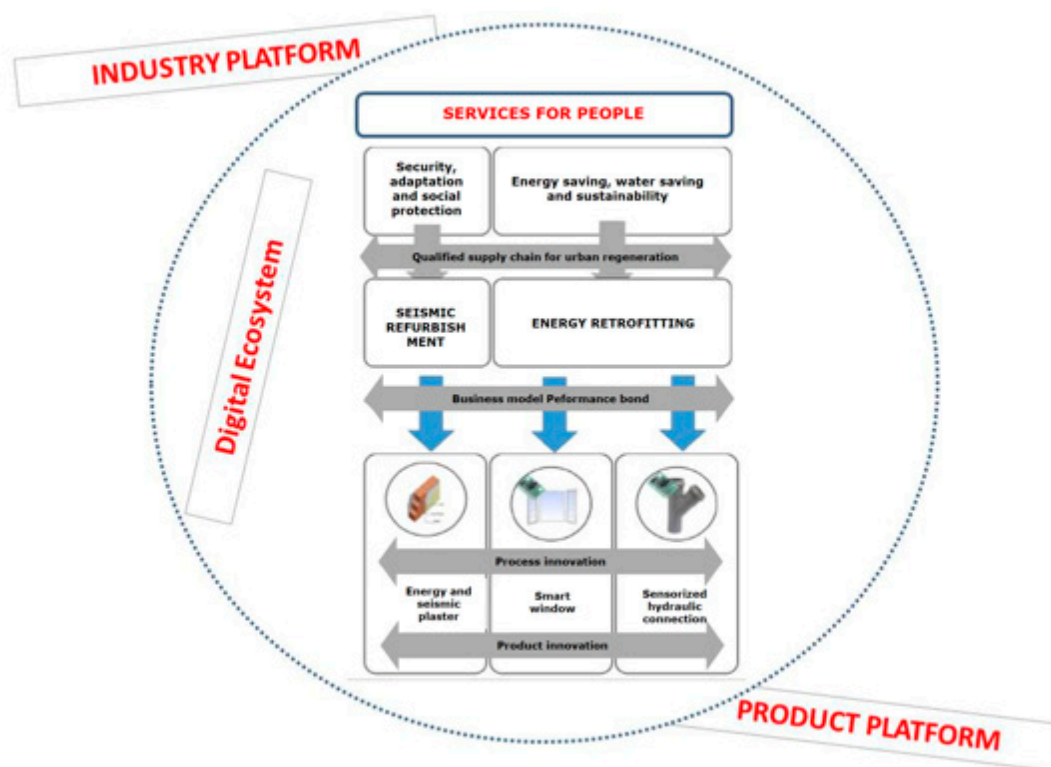 INDUSTRY PLATFORM
SERVICES FOR PEOPLE
Security,
adaptation
and social
protection
Energy saving, water saving
and sustainability
Qualified supply chain for urban regeneration
Digital Ecosystem
SEISMIC
REFURBISH
MENT
ENERGY RETROFITTING
Business model Peformance bond
Process innovation
Energy and
seismic
plaster
Smart
window
Sensorized
hydraulic
connection
Product innovation
PRODUCT PLATFORM